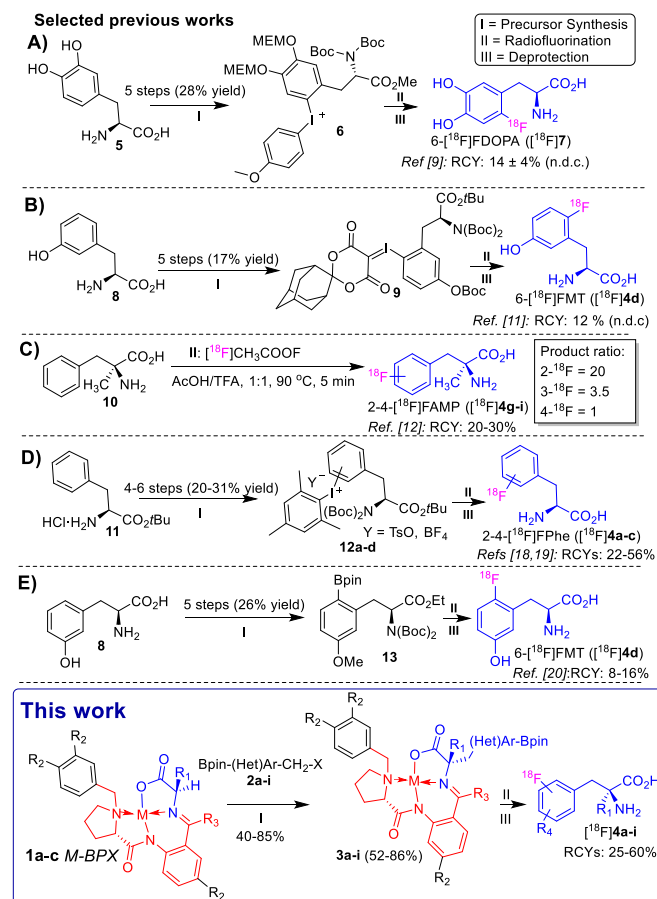 Selected previous works
I = Precursor Synthesis
II = Radiofluorination
III = Deprotection
A)
HO
HO
H₂N
CO₂H
5
5 steps (28% yield)
I
MEMO
MEMO
BocN
Boc
CO₂Me
I⁺
O
6
II
III
HO
HO
CO₂H
NH₂
¹⁸F
6-[¹⁸F]FDOPA ([¹⁸F]7)
Ref [9]: RCY: 14 ± 4% (n.d.c.)
B)
HO
H₂N
CO₂H
8
5 steps (17% yield)
I
CO₂tBu
N(Boc)₂
O
O
O
O
I
OBoc
9
II
III
¹⁸F
HO
H₂N
CO₂H
6-[¹⁸F]FMT ([¹⁸F]4d)
Ref. [11]: RCY: 12 % (n.d.c)
C)
CO₂H
H₃C
NH₂
10
II: [¹⁸F]CH₃COOF
AcOH/TFA, 1:1, 90 ºC, 5 min
¹⁸F
CO₂H
CH₃
NH₂
2-4-[¹⁸F]FAMP ([¹⁸F]4g-i)
Ref. [12]: RCY: 20-30%
Product ratio:
2-¹⁸F = 20
3-¹⁸F = 3.5
4-¹⁸F = 1
D)
HCl·H₂N
CO₂tBu
11
4-6 steps (20-31% yield)
I
Y⁻
I⁺
(Boc)₂N
CO₂tBu
Y = TsO, BF₄
12a-d
II
III
¹⁸F
H₂N
CO₂H
2-4-[¹⁸F]FPhe ([¹⁸F]4a-c)
Refs [18,19]: RCYs: 22-56%
E)
CO₂H
NH₂
OH
8
5 steps (26% yield)
I
Bpin
CO₂Et
N(Boc)₂
OMe
13
II
III
¹⁸F
CO₂H
NH₂
OH
6-[¹⁸F]FMT ([¹⁸F]4d)
Ref. [20]:RCY: 8-16%
This work
R₂
R₂
O
R₁
H
O
N
M
N
N
R₃
O
R₂
1a-c M-BPX
Bpin-(Het)Ar-CH₂-X
2a-i
I
40-85%
R₂
R₂
O
R₁
(Het)Ar-Bpin
O
N
M
N
N
R₃
O
R₂
3a-i (52-86%)
II
III
¹⁸F
R₄
CO₂H
R₁
NH₂
[¹⁸F]4a-i
RCYs: 25-60%